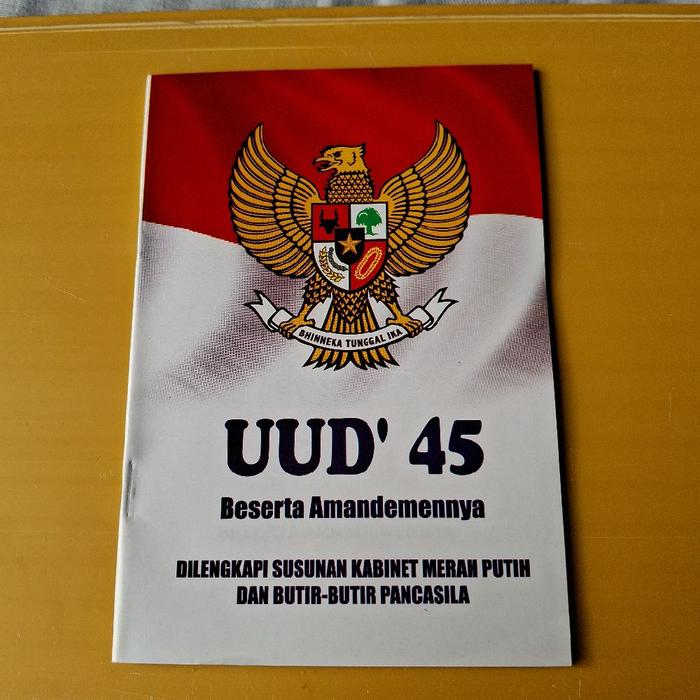 BHINNEKA TUNGGAL IKA
UUD' 45
Beserta Amandemennya
DILENGKAPI SUSUNAN KABINET MERAH PUTIH
DAN BUTIR-BUTIR PANCASILA